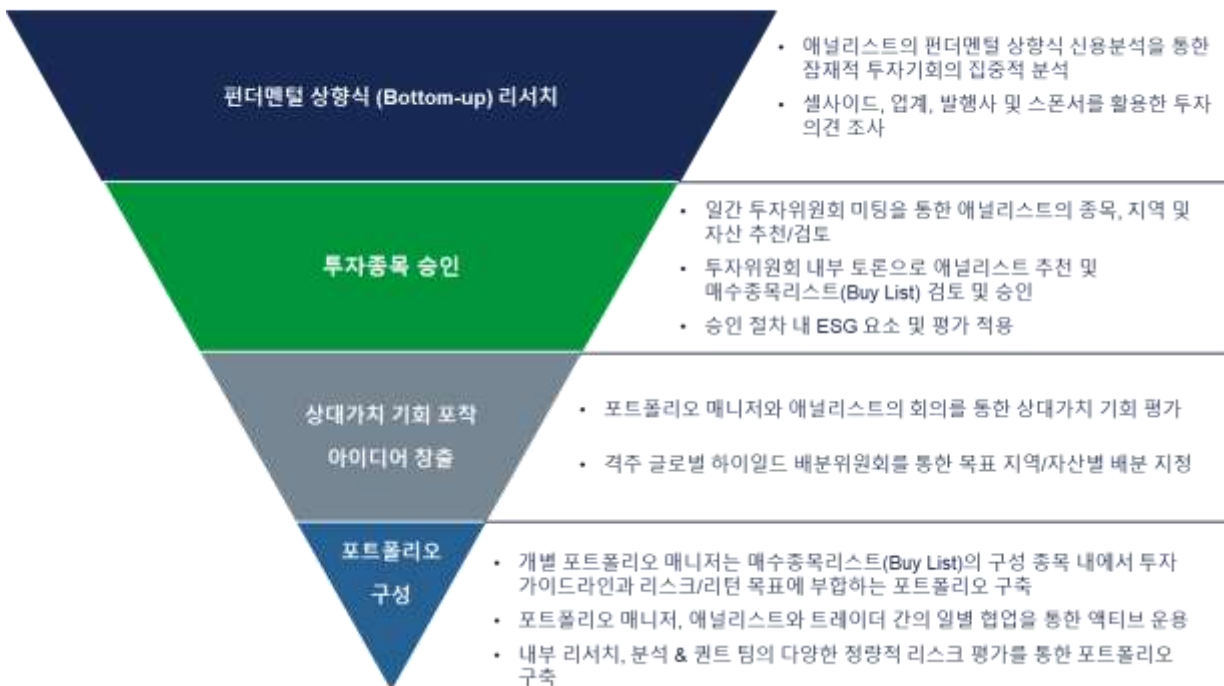 펀더멘털 상향식 (Bottom-up) 리서치
• 애널리스트의 펀더멘털 상향식 신용분석을 통한
잠재적 투자기회의 집중적 분석
• 셀사이드, 업계, 발행사 및 스폰서를 활용한 투자
의견 조사
투자종목 승인
• 일간 투자위원회 미팅을 통한 애널리스트의 종목, 지역 및
자산 추천/검토
• 투자위원회 내부 토론으로 애널리스트 추천 및
매수종목리스트(Buy List) 검토 및 승인
• 승인 절차 내 ESG 요소 및 평가 적용
상대가치 기회 포착
아이디어 창출
• 포트폴리오 매니저와 애널리스트의 회의를 통한 상대가치 기회 평가
• 격주 글로벌 하이일드 배분위원회를 통한 목표 지역/자산별 배분 지정
포트폴리오
구성
• 개별 포트폴리오 매니저는 매수종목리스트(Buy List)의 구성 종목 내에서 투자
가이드라인과 리스크/리턴 목표에 부합하는 포트폴리오 구축
• 포트폴리오 매니저, 애널리스트와 트레이더 간의 일별 협업을 통한 액티브 운용
• 내부 리서치, 분석 & 퀀트 팀의 다양한 정량적 리스크 평가를 통한 포트폴리오
구축